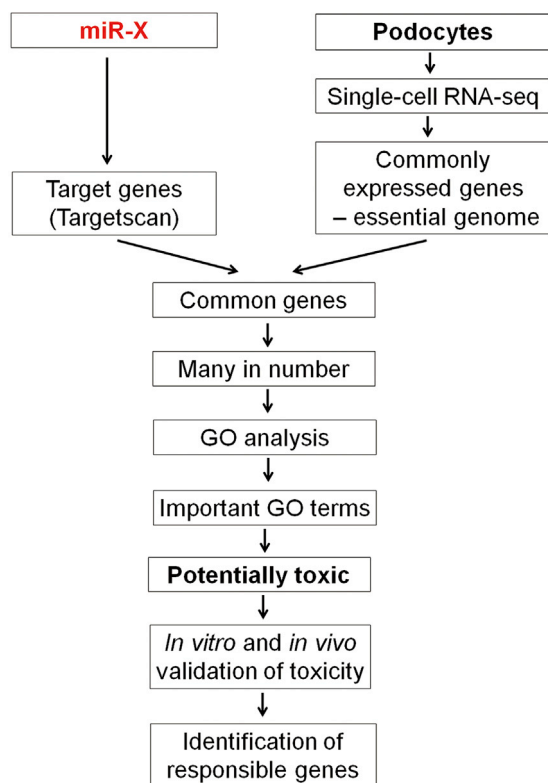 miR-X
Podocytes
Single-cell RNA-seq
Target genes
(Targetscan)
Commonly
expressed genes
– essential genome
Common genes
Many in number
GO analysis
Important GO terms
Potentially toxic
In vitro and in vivo
validation of toxicity
Identification of
responsible genes